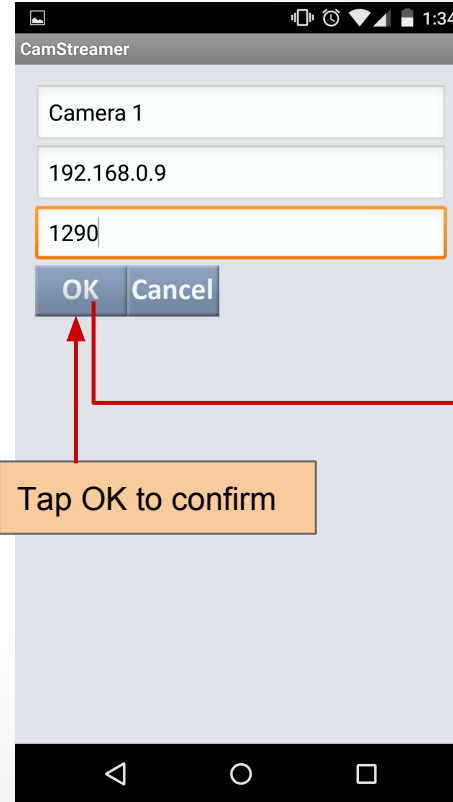 1:34
CamStreamer
Camera 1
192.168.0.9
1290
OK Cancel
Tap OK to confirm